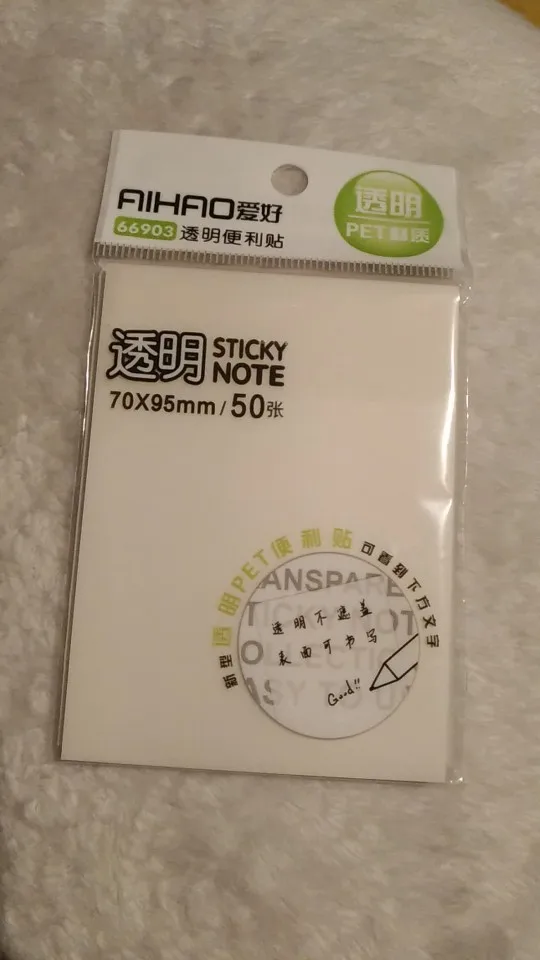 AIHAO爱好
66903 透明便利贴
透明
PET材质
透明 STICKY NOTE
70X95mm / 50张
新型透明PET便利贴 可看到下方文字
ANSPARE
TICKY NOT
OLLECTION
ASY TO US
透明不遮盖
表面可书写
Good!!